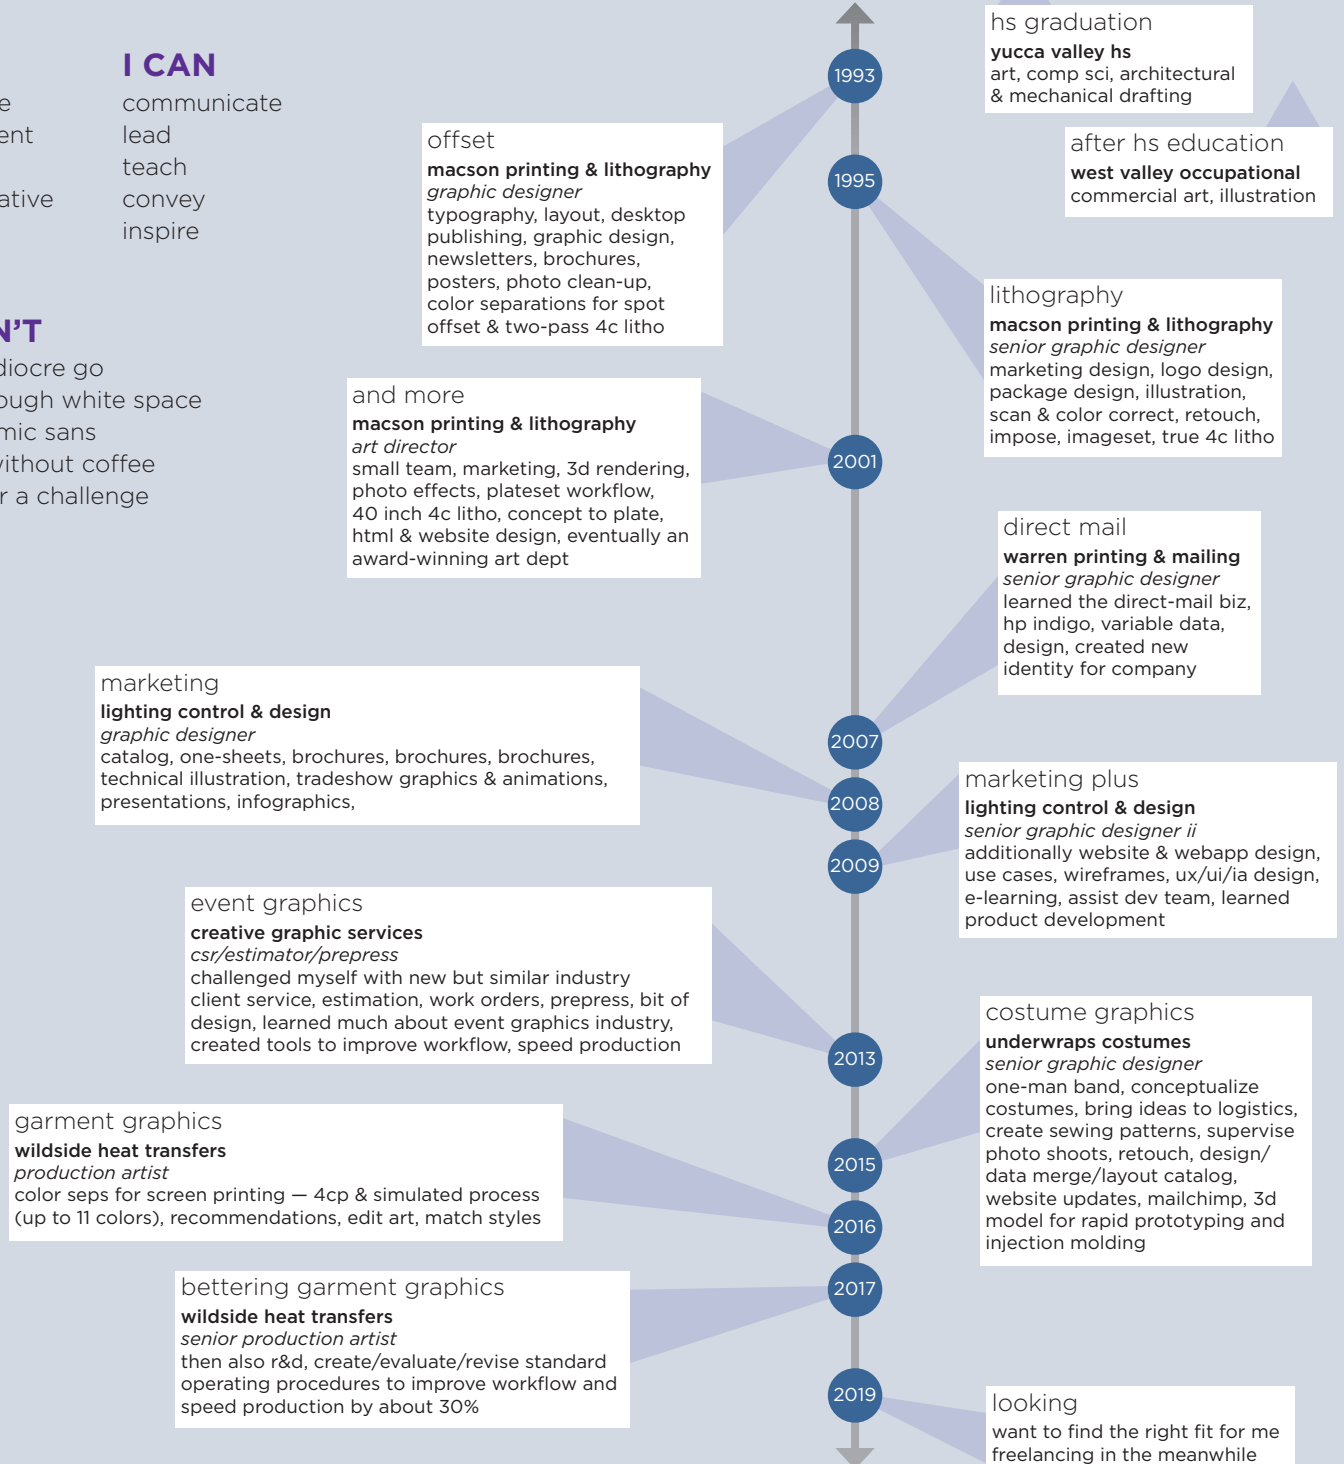 I CAN
communicate
lead
teach
convey
inspire
offset
macson printing & lithography
graphic designer
typography, layout, desktop
publishing, graphic design,
newsletters, brochures,
posters, photo clean-up,
color separations for spot
offset & two-pass 4c litho
and more
macson printing & lithography
art director
small team, marketing, 3d rendering,
photo effects, plateset workflow,
40 inch 4c litho, concept to plate,
html & website design, eventually an
award-winning art dept
go
white space
sans
without coffee
a challenge
marketing
lighting control & design
graphic designer
catalog, one-sheets, brochures, brochures, brochures,
technical illustration, tradeshow graphics & animations,
presentations, infographics,
event graphics
creative graphic services
csr/estimator/prepress
challenged myself with new but similar industry
client service, estimation, work orders, prepress, bit of
design, learned much about event graphics industry,
created tools to improve workflow, speed production
garment graphics
wildside heat transfers
production artist
color seps for screen printing — 4cp & simulated process
(up to 11 colors), recommendations, edit art, match styles
bettering garment graphics
wildside heat transfers
senior production artist
then also r&d, create/evaluate/revise standard
operating procedures to improve workflow and
speed production by about 30%
1993
1995
2001
2007
2008
2009
2013
2015
2016
2017
2019
hs graduation
yucca valley hs
art, comp sci, architectural
& mechanical drafting
after hs education
west valley occupational
commercial art, illustration
lithography
macson printing & lithography
senior graphic designer
marketing design, logo design,
package design, illustration,
scan & color correct, retouch,
impose, imageset, true 4c litho
direct mail
warren printing & mailing
senior graphic designer
learned the direct-mail biz,
hp indigo, variable data,
design, created new
identity for company
marketing plus
lighting control & design
senior graphic designer ii
additionally website & webapp design,
use cases, wireframes, ux/ui/ia design,
e-learning, assist dev team, learned
product development
costume graphics
underwraps costumes
senior graphic designer
one-man band, conceptualize
costumes, bring ideas to logistics,
create sewing patterns, supervise
photo shoots, retouch, design/
data merge/layout catalog,
website updates, mailchimp, 3d
model for rapid prototyping and
injection molding
looking
want to find the right fit for me
freelancing in the meanwhile